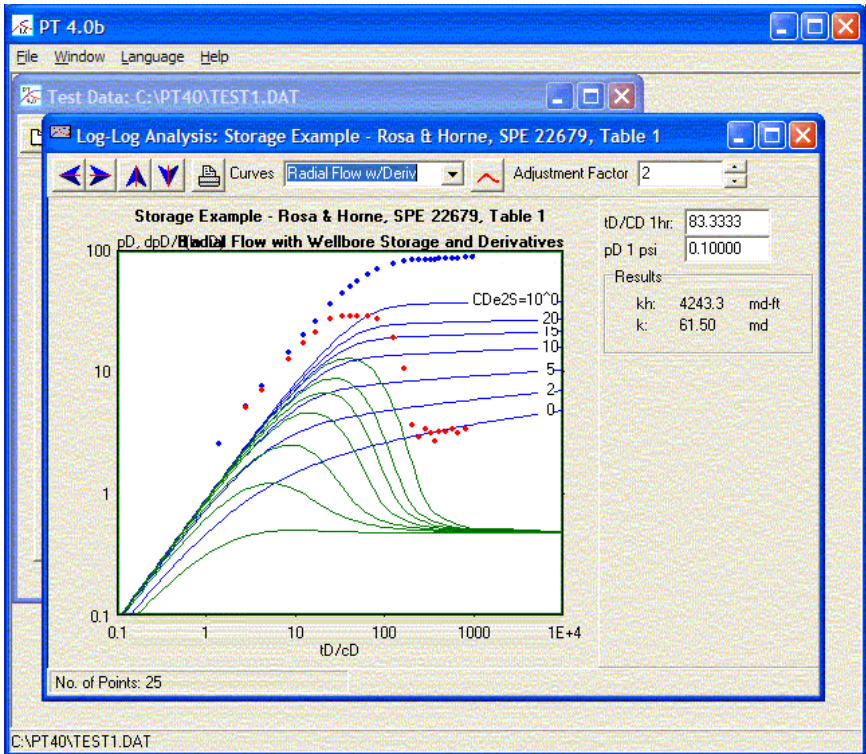 PT 4.0b
File Window Language Help
Test Data: C:\PT40\TEST1.DAT
Log-Log Analysis: Storage Example - Rosa & Horne, SPE 22679, Table 1
Curves Radial Flow w/Deriv Adjustment Factor 2
Storage Example - Rosa & Horne, SPE 22679, Table 1
pD, dpD/ Radial Flow with Wellbore Storage and Derivatives
tD/CD 1hr: 83.3333
pD 1 psi 0.10000
Results
kh: 4243.3 md-ft
k: 61.50 md
100
CDe2S=10^0
20
15
10
10
5
2
0
1
0.1
0.1 1 10 100 1000 1E+4
tD/cD
No. of Points: 25
C:\PT40\TEST1.DAT